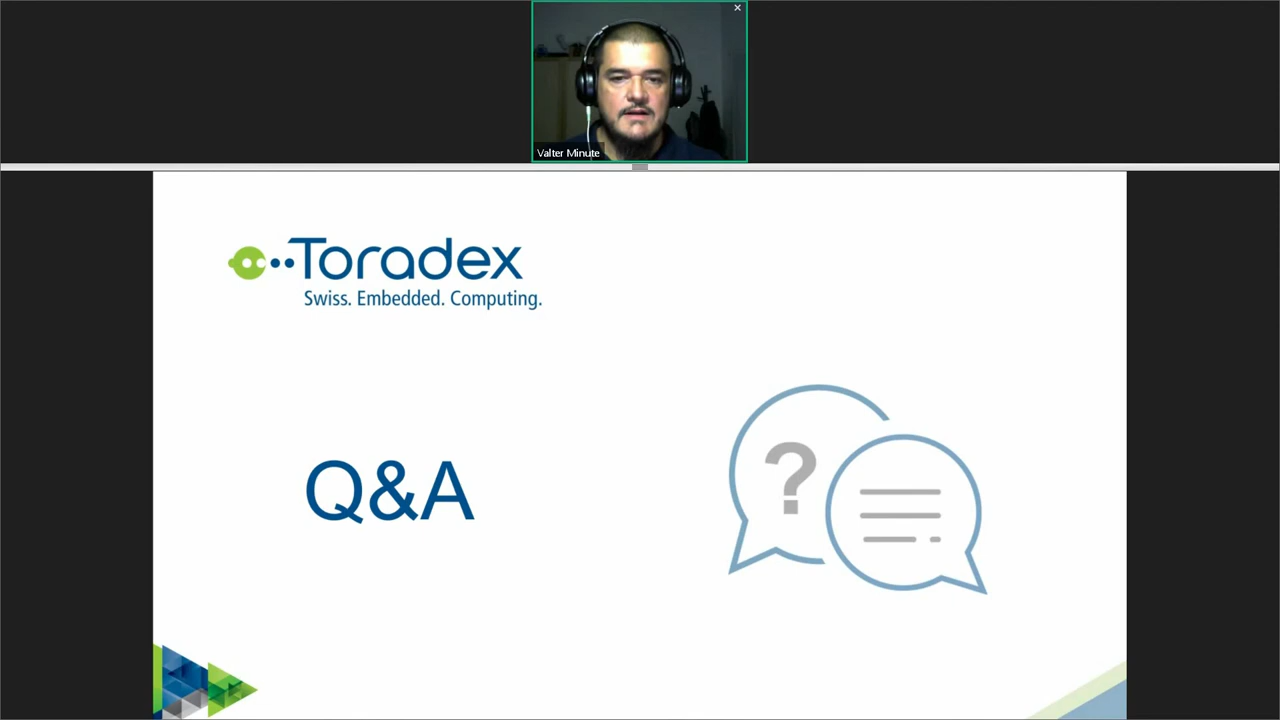 Valter Minute
Toradex
Swiss. Embedded. Computing.
Q&A
?